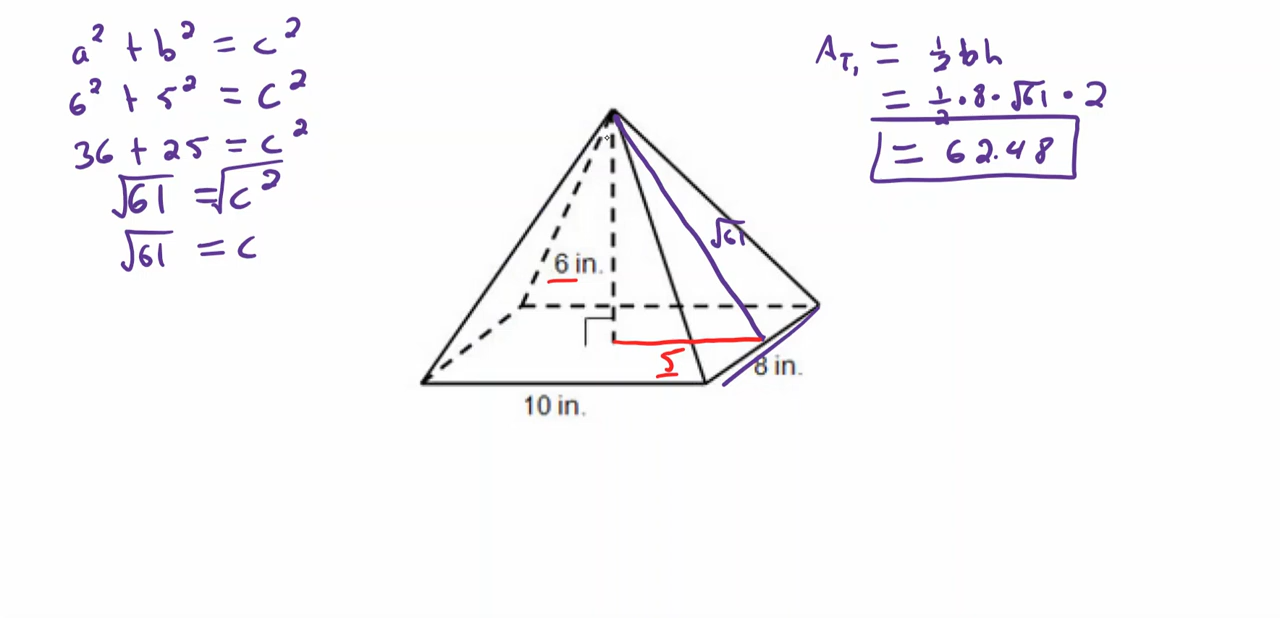 a² + b² = c²
6² + 5² = c²
36 + 25 = c²
√61 = √c²
√61 = c
A_T₁ = ½bh
= ½ • 8 • √61 • 2
= 62.48
√61
6 in.
5
8 in.
10 in.